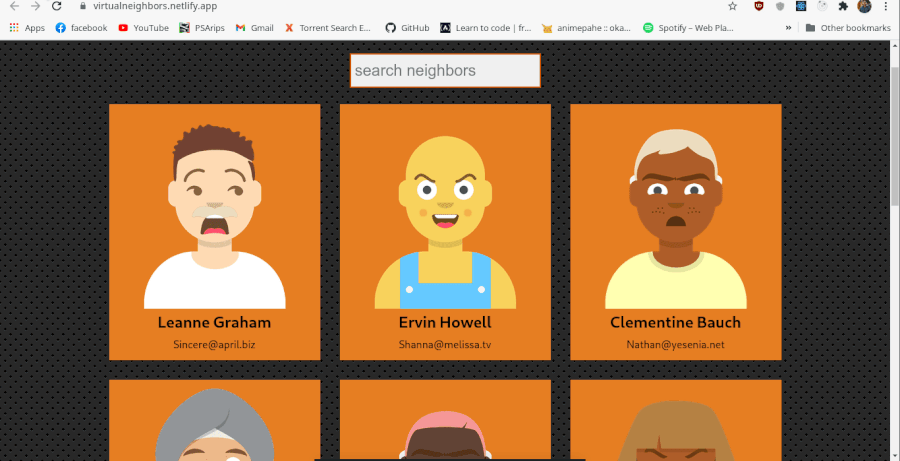 virtualneighbors.netlify.app
Apps facebook YouTube PSArips Gmail Torrent Search E... GitHub Learn to code | fr... animepahe :: oka... Spotify – Web Pla... » Other bookmarks
search neighbors
Leanne Graham Ervin Howell Clementine Bauch
Sincere@april.biz Shanna@melissa.tv Nathan@yesenia.net